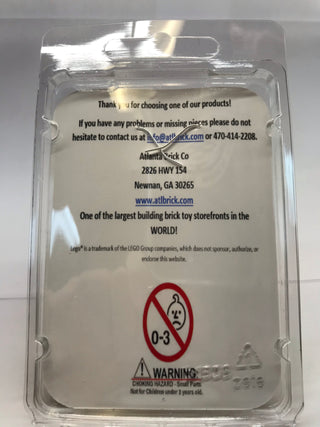 Thank you for choosing one of our products!
If you have any problems or missing pieces please do not
hesitate to contact us at info@atlbrick.com or 470-414-2208.
Atlanta Brick Co
2826 HWY 154
Newnan, GA 30265
www.atlbrick.com
One of the largest building brick toy storefronts in the
WORLD!
Lego® is a trademark of the LEGO Group companies, which does not sponsor, authorize, or
endorse this website.
0-3
WARNING:
CHOKING HAZARD - Small Parts
Not for Children under 3 years old.